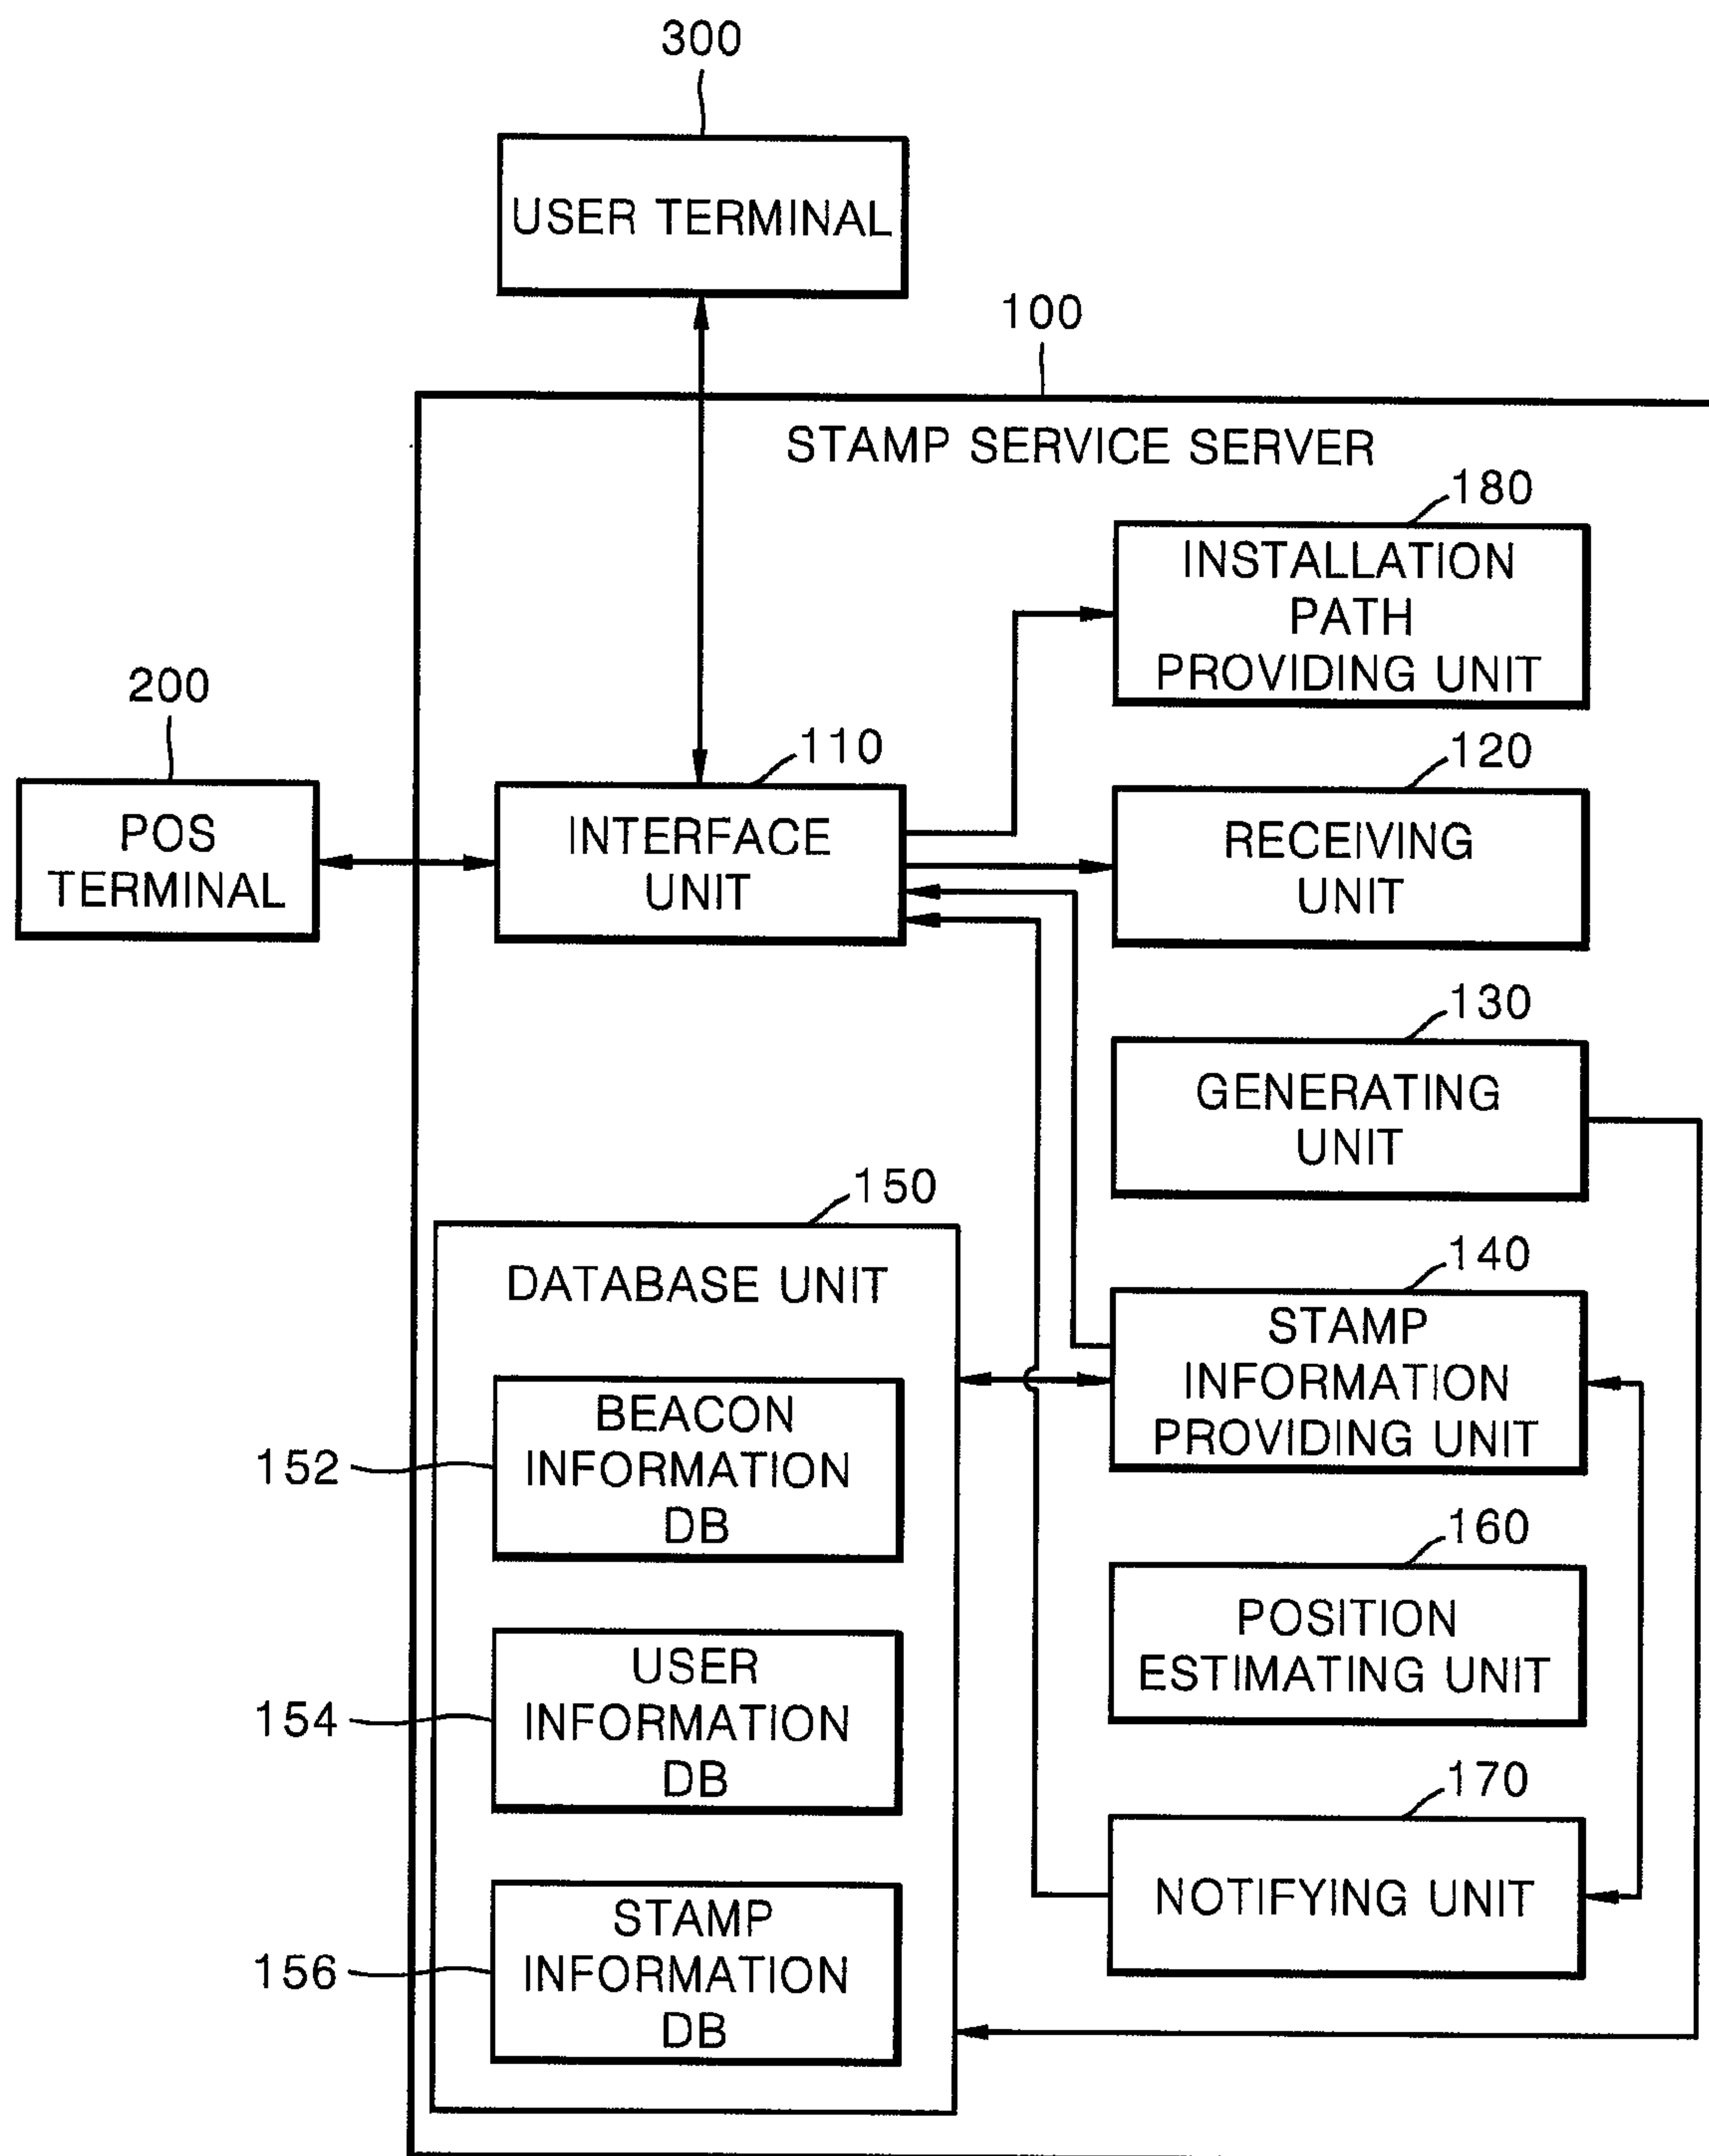 300
USER TERMINAL
100
STAMP SERVICE SERVER
180
INSTALLATION
PATH
PROVIDING UNIT
200
POS
TERMINAL
110
INTERFACE
UNIT
120
RECEIVING
UNIT
130
GENERATING
UNIT
150
DATABASE UNIT
140
STAMP
INFORMATION
PROVIDING UNIT
152
BEACON
INFORMATION
DB
160
POSITION
ESTIMATING UNIT
154
USER
INFORMATION
DB
170
NOTIFYING UNIT
156
STAMP
INFORMATION
DB